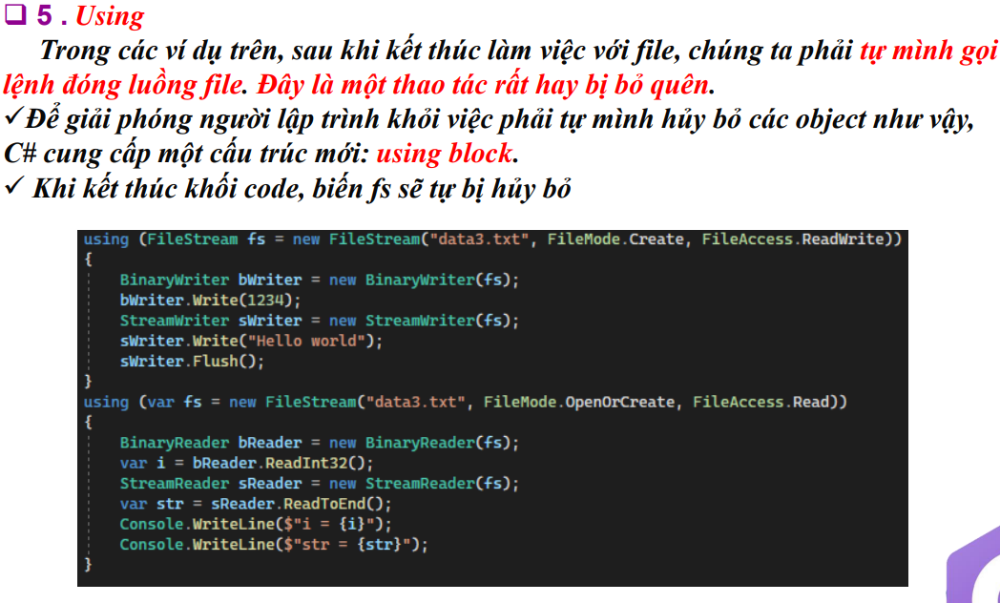 ❑ 5 . Using
Trong các ví dụ trên, sau khi kết thúc làm việc với file, chúng ta phải tự mình gọi
lệnh đóng luồng file. Đây là một thao tác rất hay bị bỏ quên.
✓Để giải phóng người lập trình khỏi việc phải tự mình hủy bỏ các object như vậy,
C# cung cấp một cấu trúc mới: using block.
✓ Khi kết thúc khối code, biến fs sẽ tự bị hủy bỏ
using (FileStream fs = new FileStream("data3.txt", FileMode.Create, FileAccess.ReadWrite))
{
    BinaryWriter bWriter = new BinaryWriter(fs);
    bWriter.Write(1234);
    StreamWriter sWriter = new StreamWriter(fs);
    sWriter.Write("Hello world");
    sWriter.Flush();
}
using (var fs = new FileStream("data3.txt", FileMode.OpenOrCreate, FileAccess.Read))
{
    BinaryReader bReader = new BinaryReader(fs);
    var i = bReader.ReadInt32();
    StreamReader sReader = new StreamReader(fs);
    var str = sReader.ReadToEnd();
    Console.WriteLine($"i = {i}");
    Console.WriteLine($"str = {str}");
}